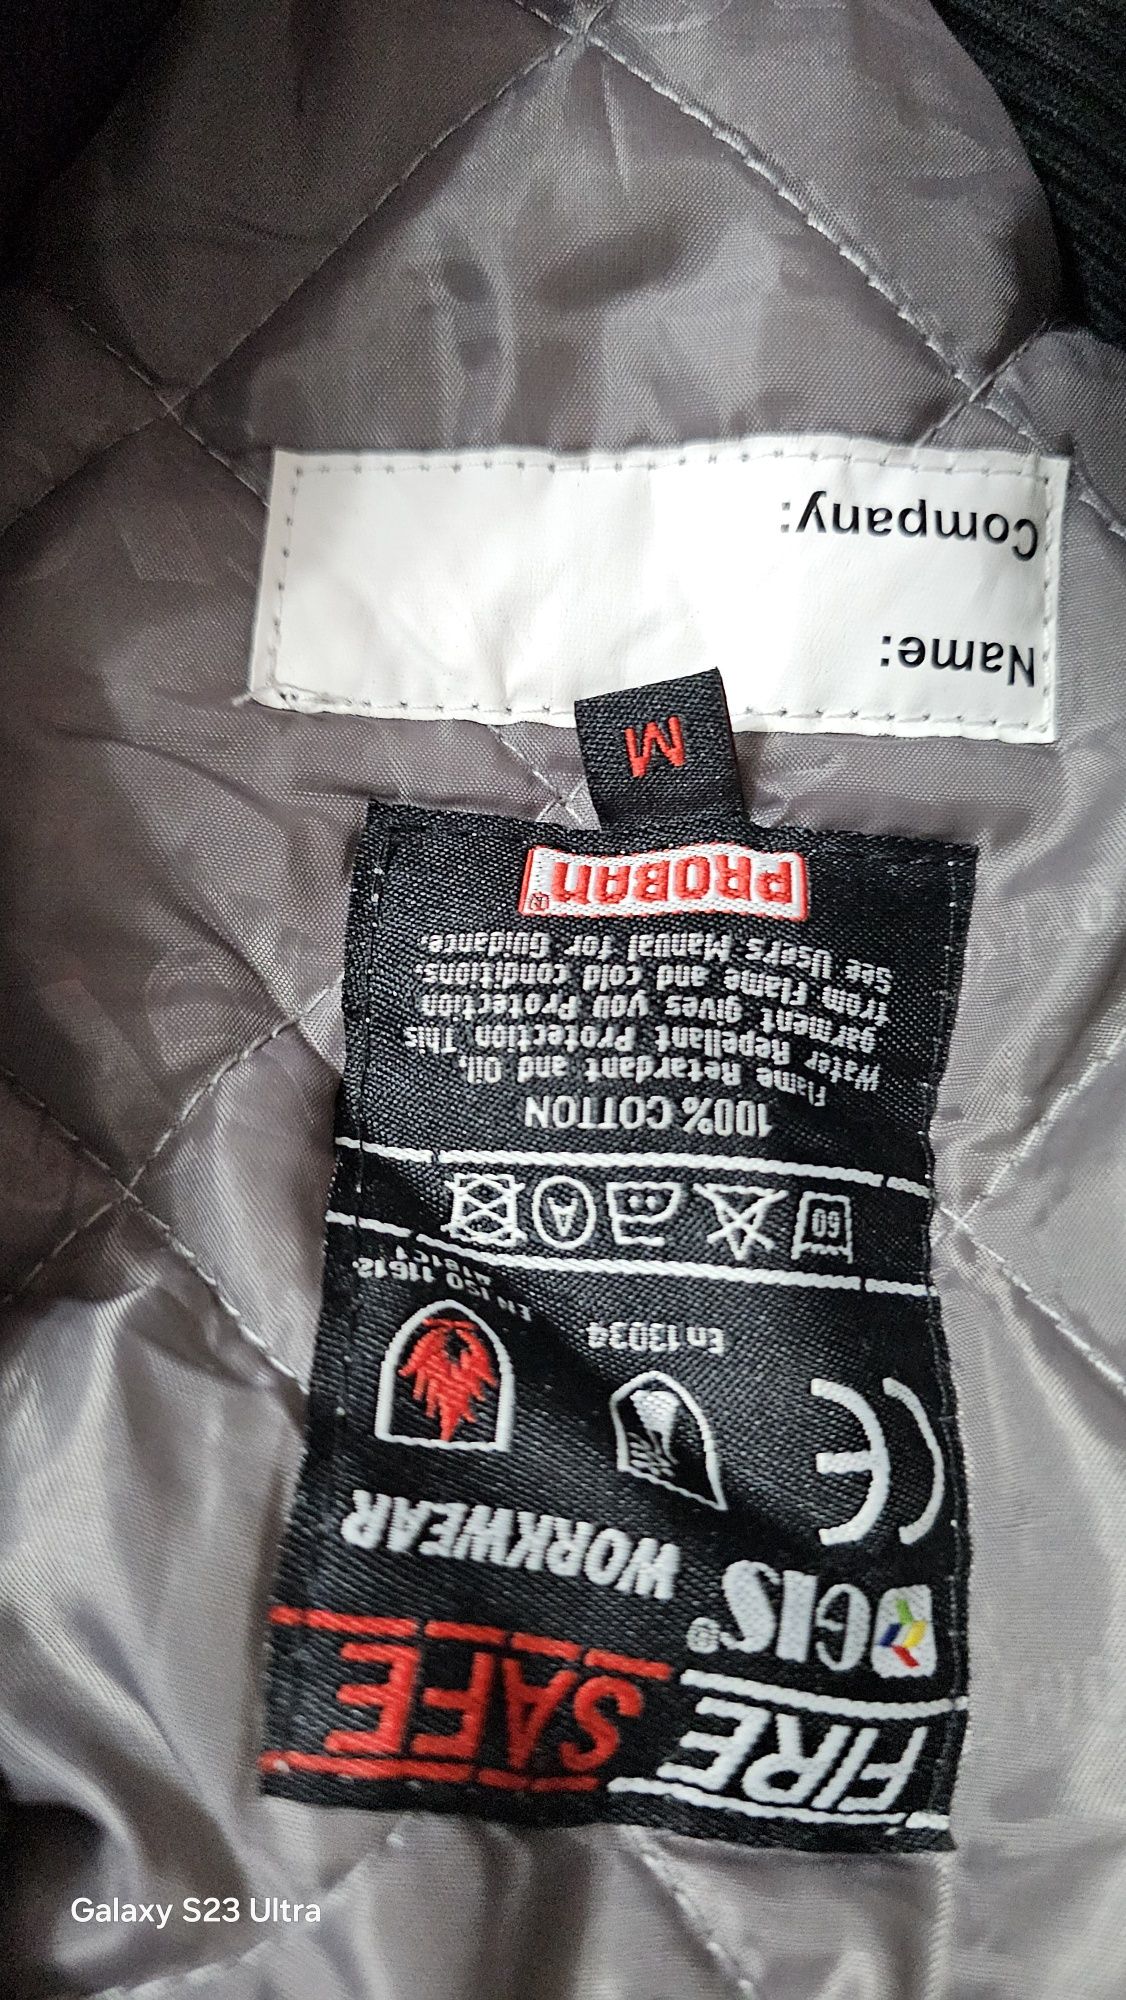 FIRE SAFE
GIS® WORKWEAR
CE
En 13034
EN ISO 11612
A1B1C1
60
A
100% COTTON
Flame Retardant and Oil,
Water Repellant Protection, This
garment gives you Protection
from Flame and cold conditions.
See User's Manual for Guidance.
PROBAN®
M
Name:
Company:
Galaxy S23 Ultra